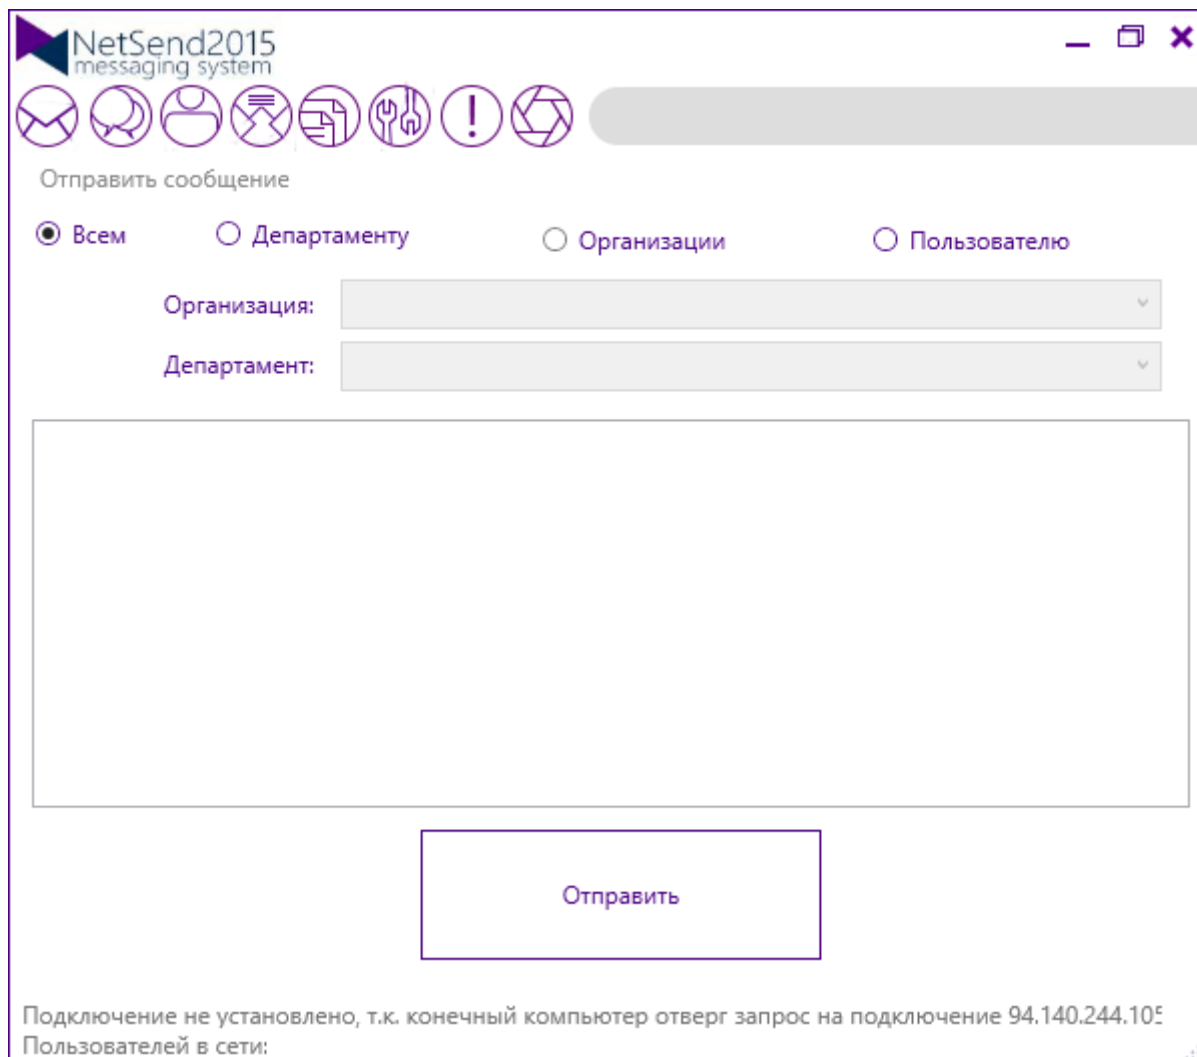 NetSend2015
messaging system
Отправить сообщение
Всем Департаменту Организации Пользователю
Организация:
Департамент:
Отправить
Подключение не установлено, т.к. конечный компьютер отверг запрос на подключение 94.140.244.105
Пользователей в сети: